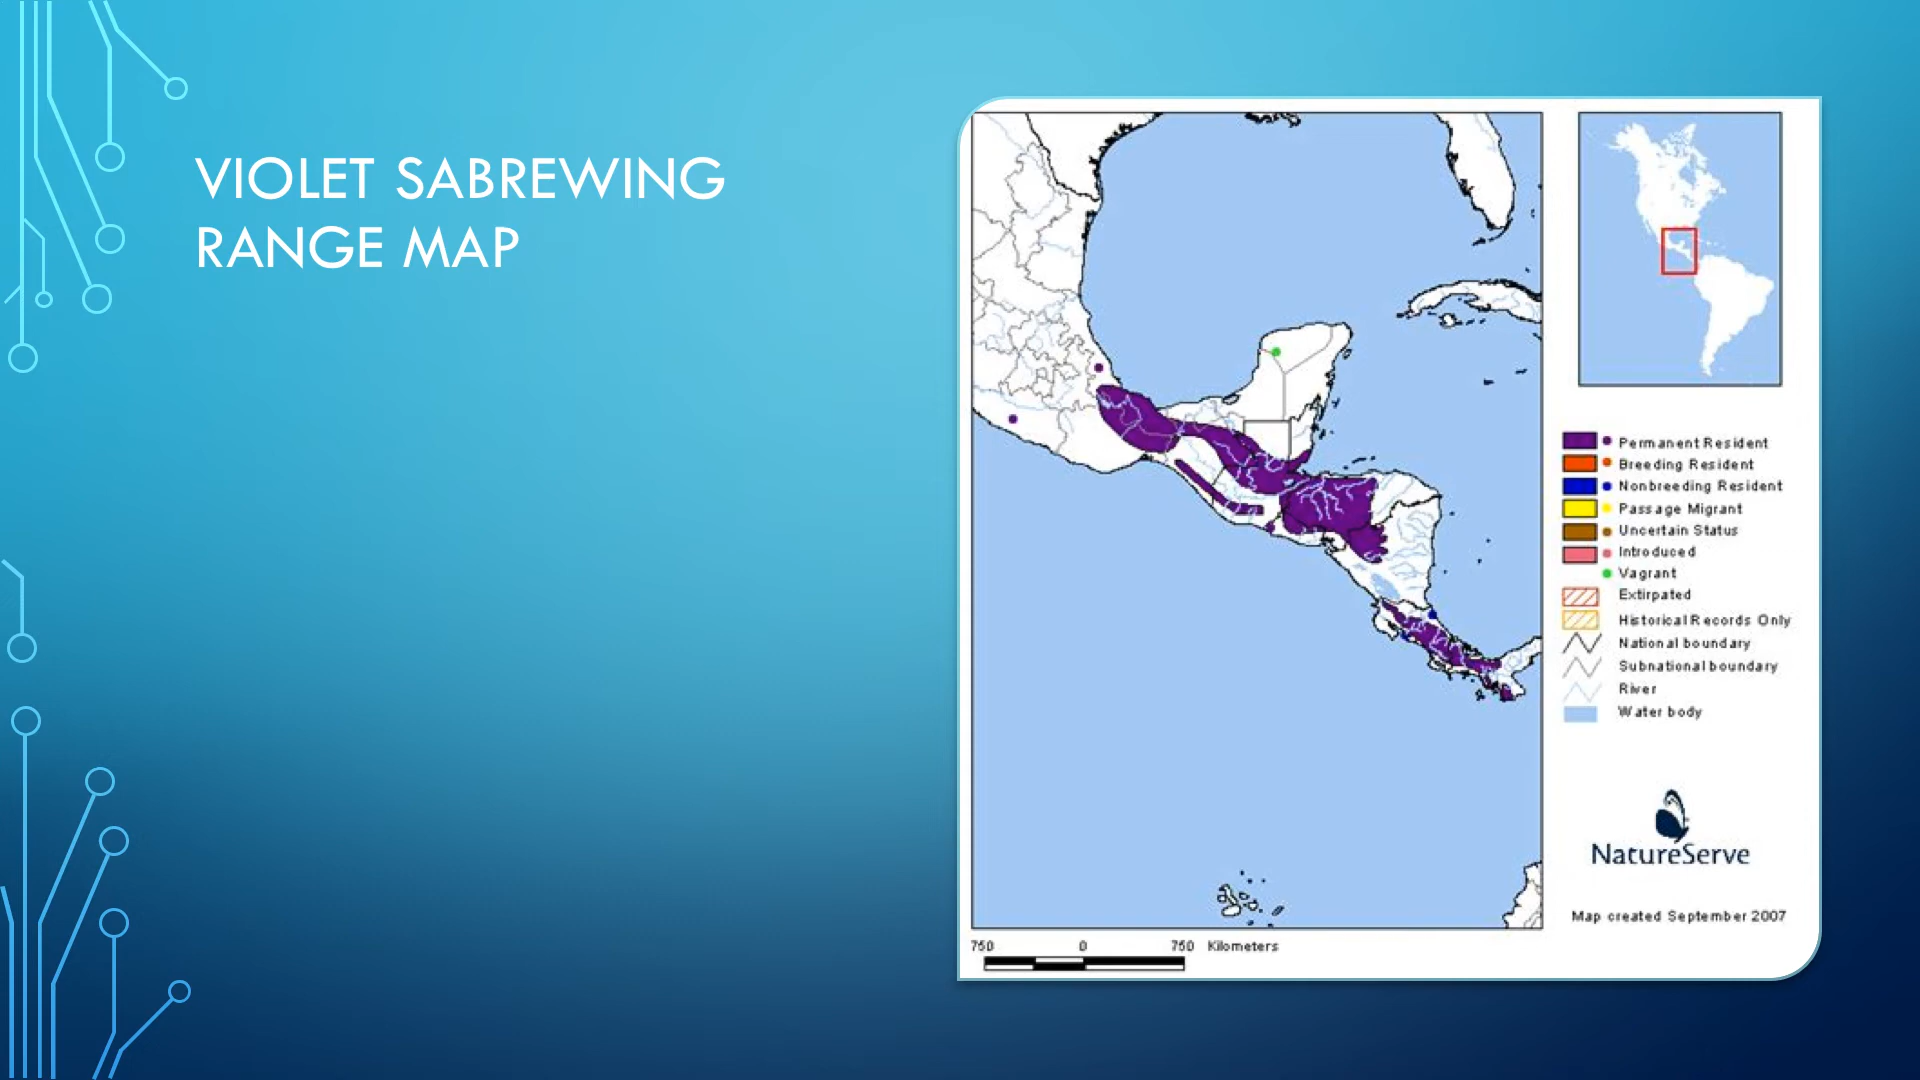 VIOLET SABREWING
RANGE MAP
Permanent Resident
Breeding Resident
Nonbreeding Resident
Passage Migrant
Uncertain Status
Introduced
Vagrant
Extirpated
Historical Records Only
National boundary
Subnational boundary
River
Water body
NatureServe
Map created September 2007
750 0 750 Kilometers